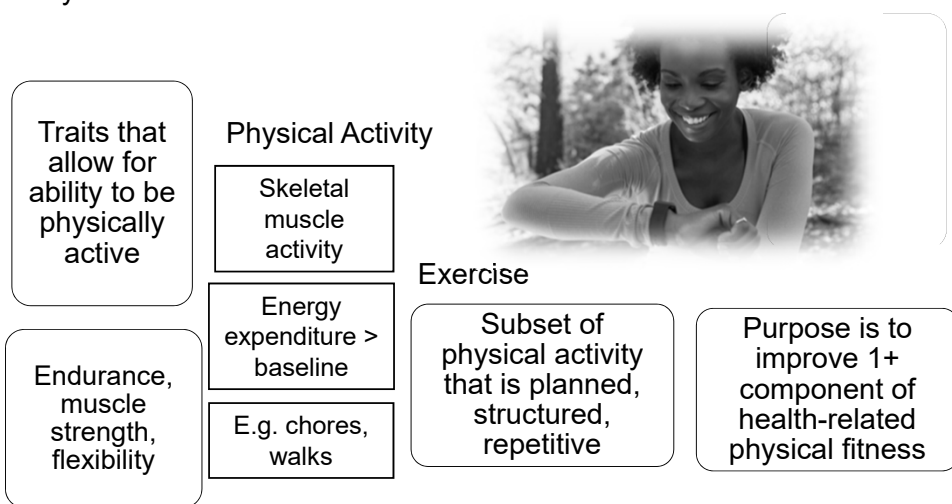 Traits that
allow for
ability to be
physically
active
Endurance,
muscle
strength,
flexibility
Physical Activity
Skeletal
muscle
activity
Energy
expenditure >
baseline
E.g. chores,
walks
Exercise
Subset of
physical activity
that is planned,
structured,
repetitive
Purpose is to
improve 1+
component of
health-related
physical fitness